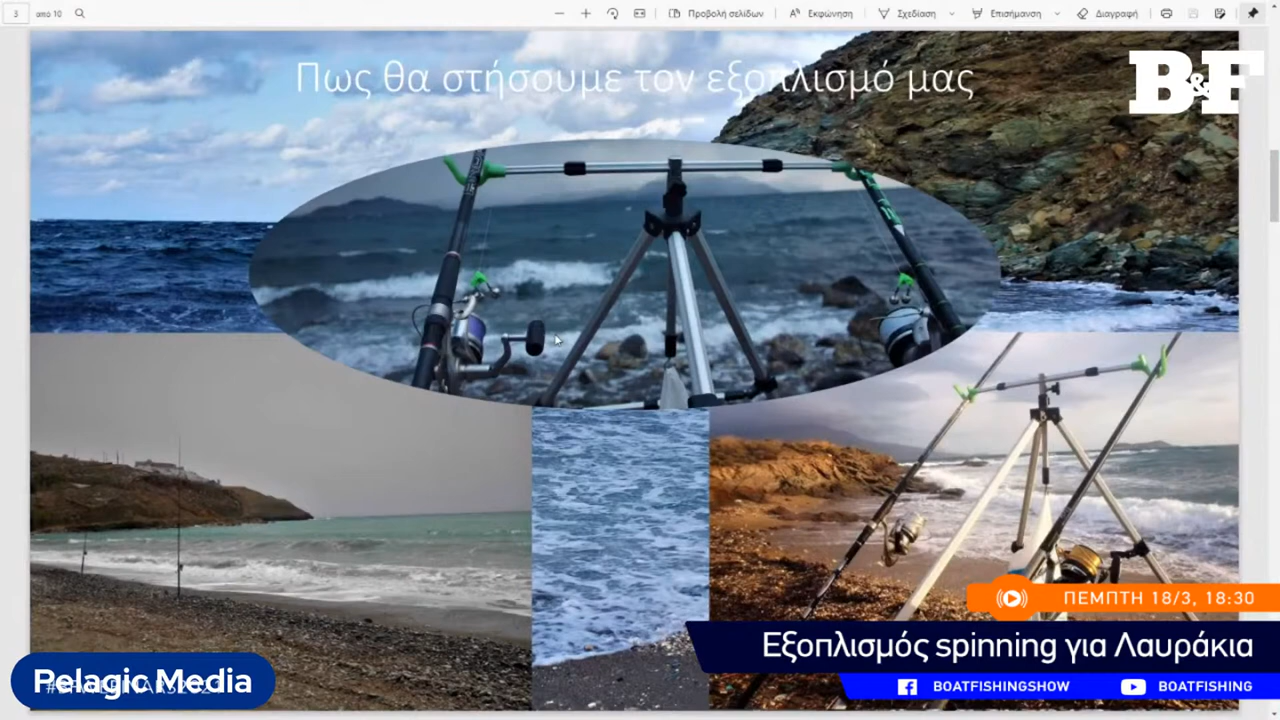 3 απο 10 Προβολή σελίδων Εκφώνηση Σχεδίαση Επισήμανση Διαγραφή
Πως θα στήσουμε τον εξοπλισμό μας
B&F
ΠΕΜΠΤΗ 18/3, 18:30
Εξοπλισμός spinning για Λαυράκια
Pelagic Media
BOATFISHINGSHOW BOATFISHING